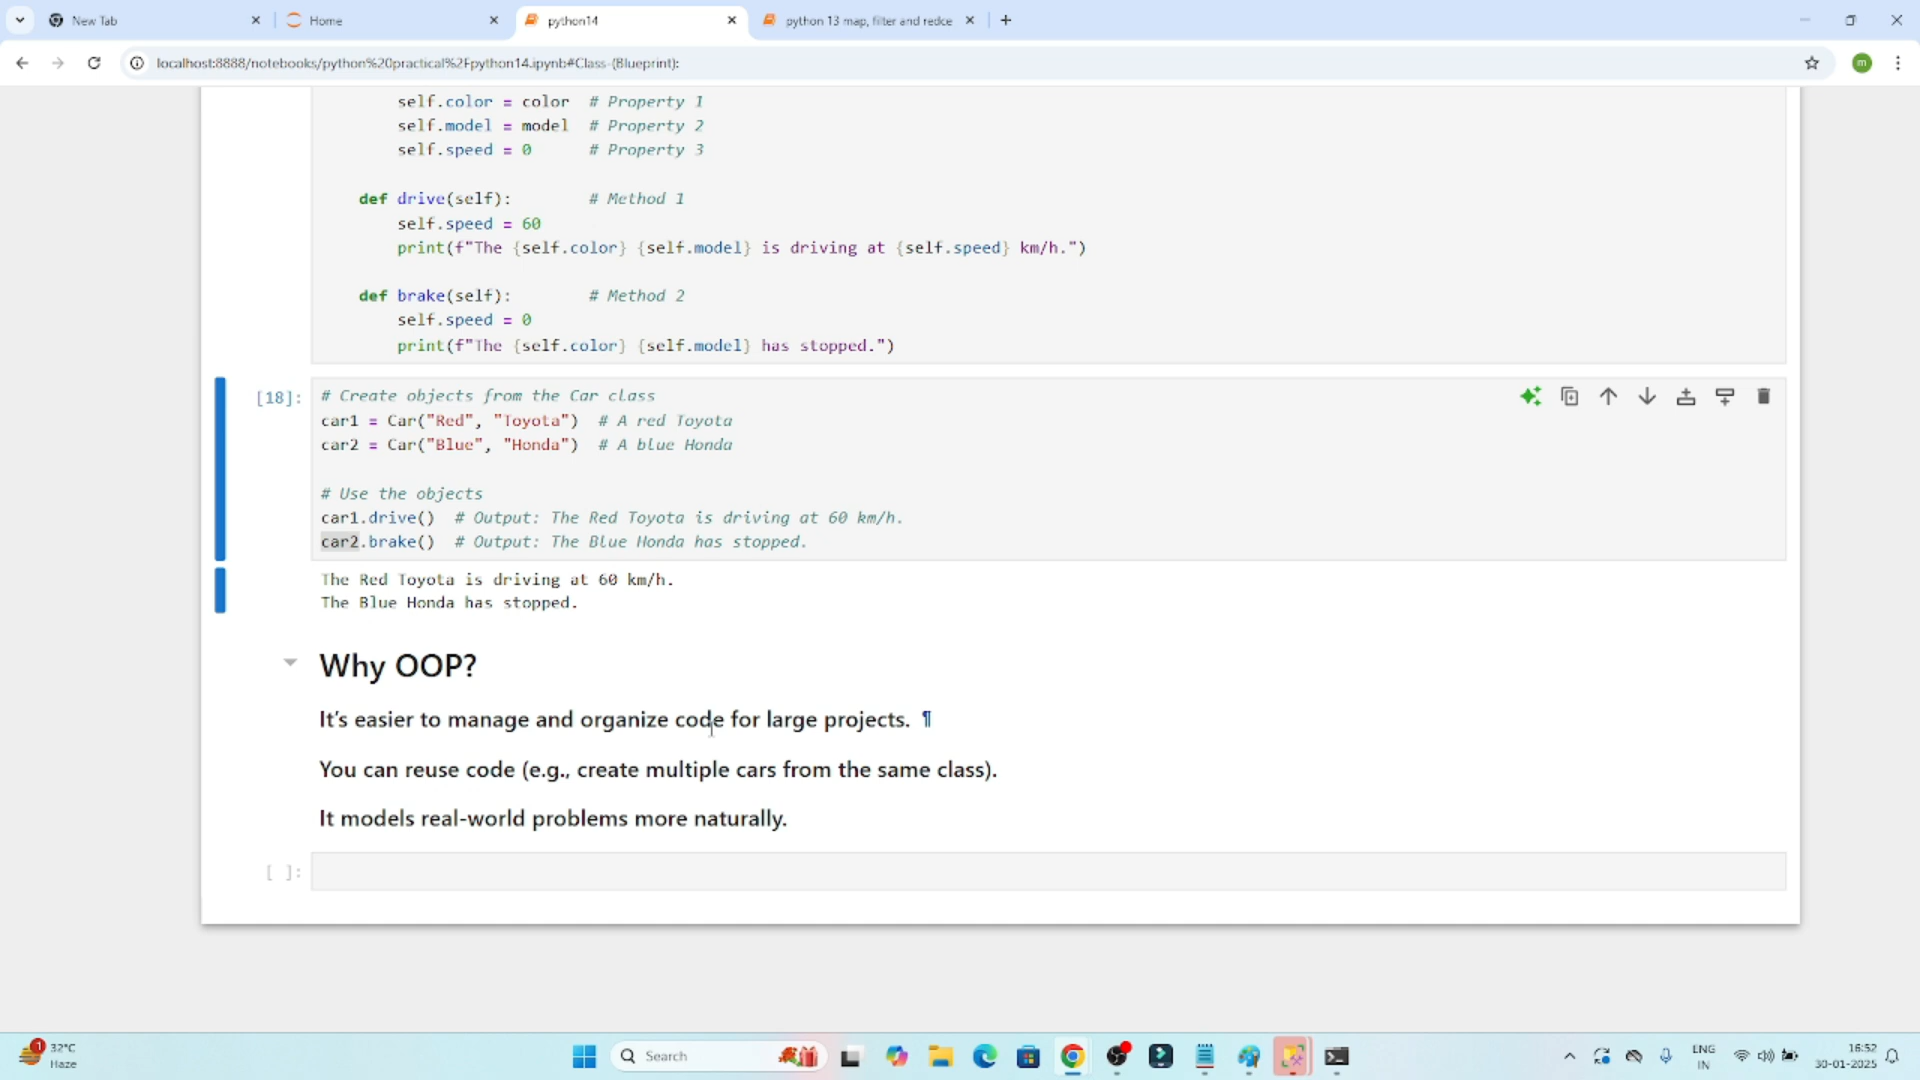 New Tab
Home
python14
python 13 map, filter and redce
localhost:8888/notebooks/python%20practical%2Fpython14.ipynb#Class-(Blueprint):
m
self.color = color  # Property 1
self.model = model  # Property 2
self.speed = 0      # Property 3
def drive(self):        # Method 1
self.speed = 60
print(f"The {self.color} {self.model} is driving at {self.speed} km/h.")
def brake(self):        # Method 2
self.speed = 0
print(f"The {self.color} {self.model} has stopped.")
[18]:
# Create objects from the Car class
car1 = Car("Red", "Toyota")  # A red Toyota
car2 = Car("Blue", "Honda")  # A blue Honda
# Use the objects
car1.drive()  # Output: The Red Toyota is driving at 60 km/h.
car2.brake()  # Output: The Blue Honda has stopped.
The Red Toyota is driving at 60 km/h.
The Blue Honda has stopped.
Why OOP?
It's easier to manage and organize code for large projects. ¶
You can reuse code (e.g., create multiple cars from the same class).
It models real-world problems more naturally.
[ ]:
1
32°C
Haze
Search
ENG
IN
16:52
30-01-2025